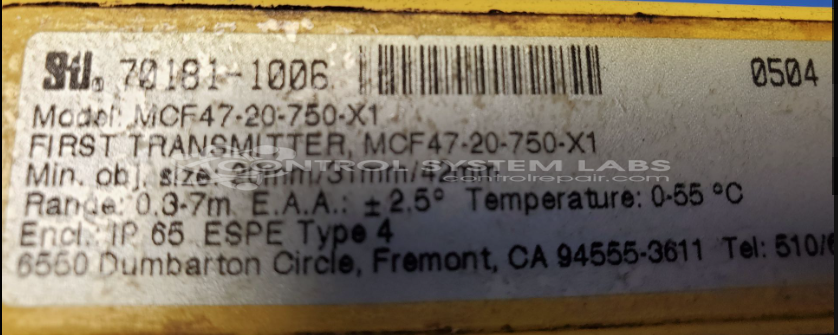 Sti. 70181-1006 0504
Model: MCF47-20-750-X1
FIRST TRANSMITTER, MCF47-20-750-X1
CONTROL SYSTEM LABS
Min. obj. size: /42mm
controlrepair.com
Range: 0.3-7m E.A.A.: ± 2.5° Temperature: 0-55 °C
Encl.: IP 65 ESPE Type 4
6550 Dumbarton Circle, Fremont, CA 94555-3611 Tel: 510/